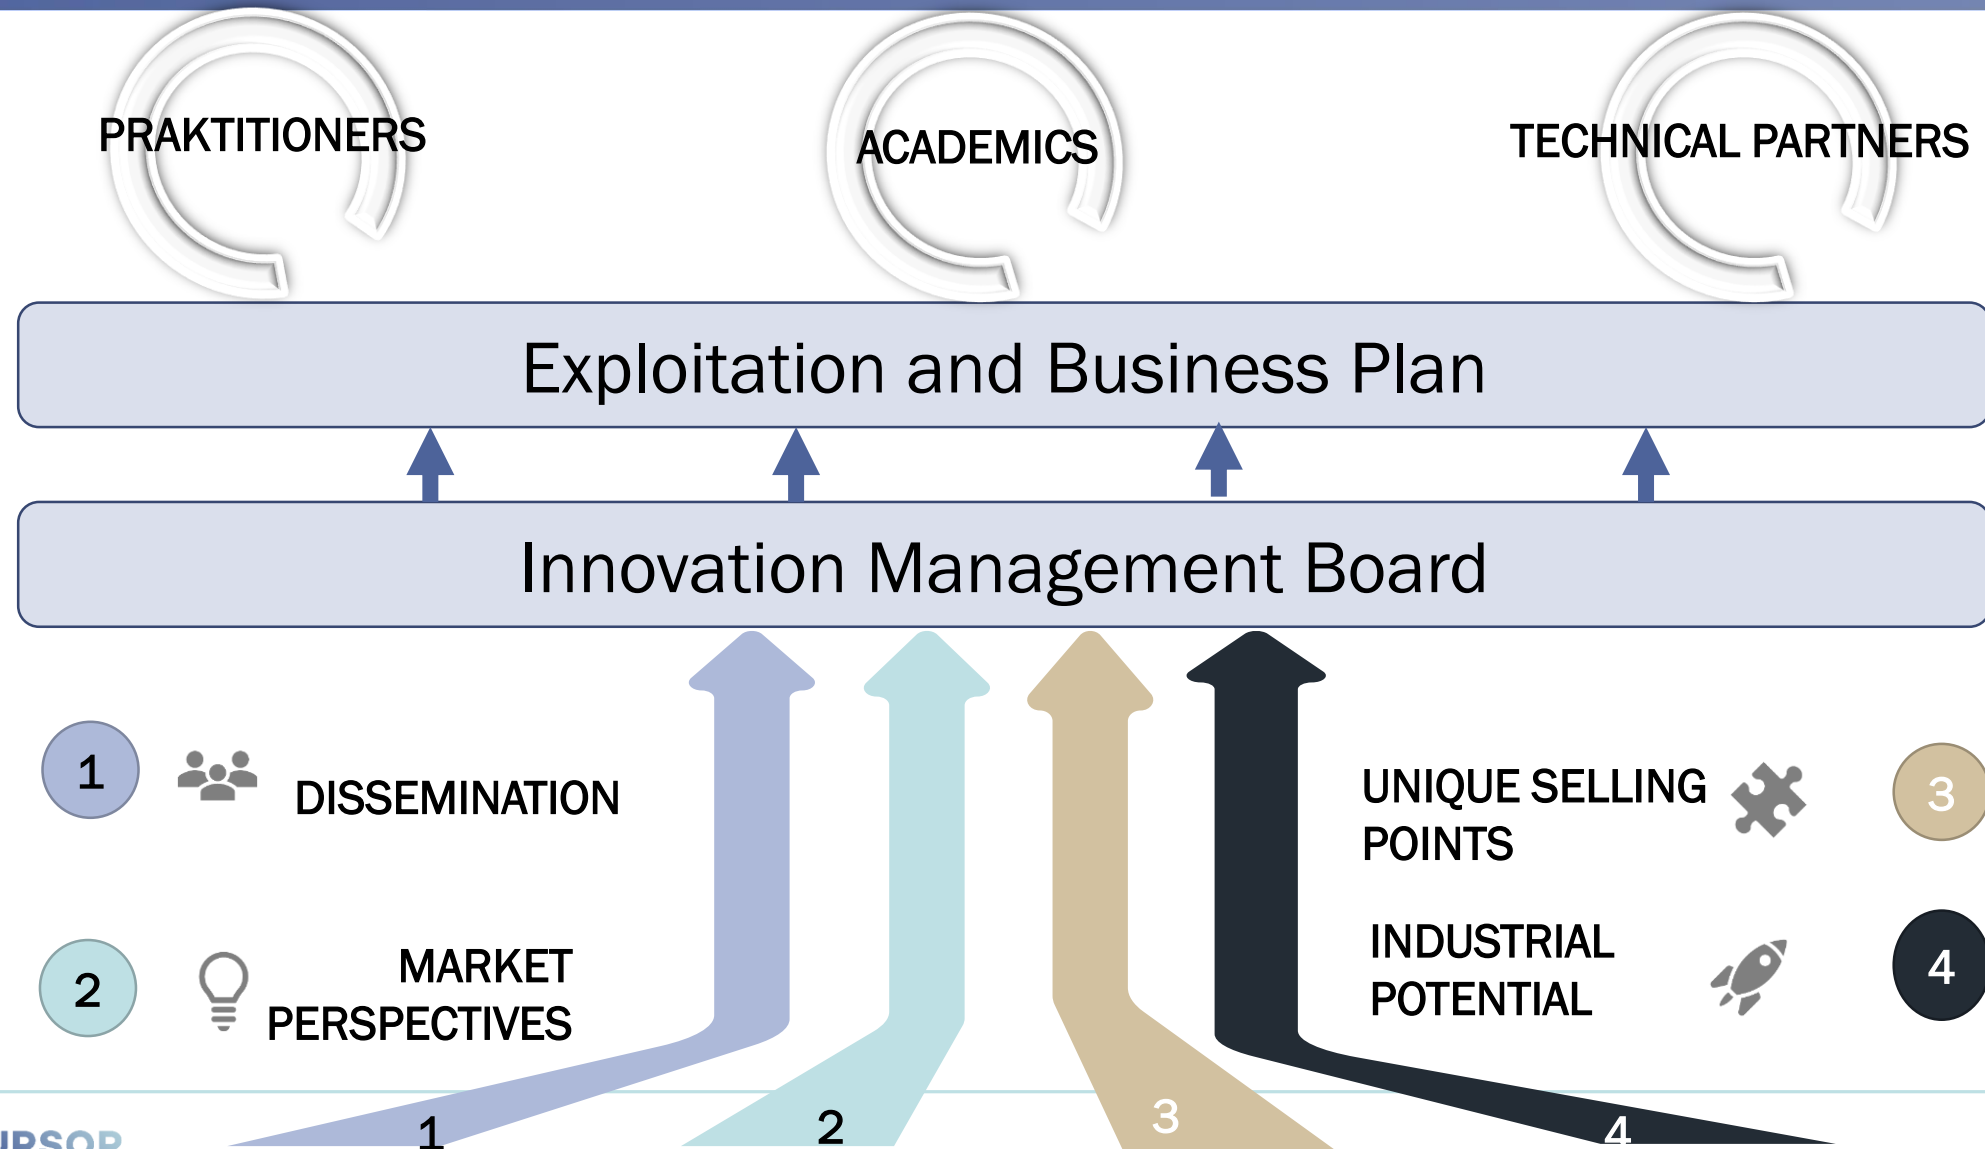 PRAKTITIONERS
ACADEMICS
TECHNICAL PARTNERS
Exploitation and Business Plan
Innovation Management Board
1
DISSEMINATION
2
MARKET
PERSPECTIVES
UNIQUE SELLING
POINTS
3
INDUSTRIAL
POTENTIAL
4
1
2
3
4